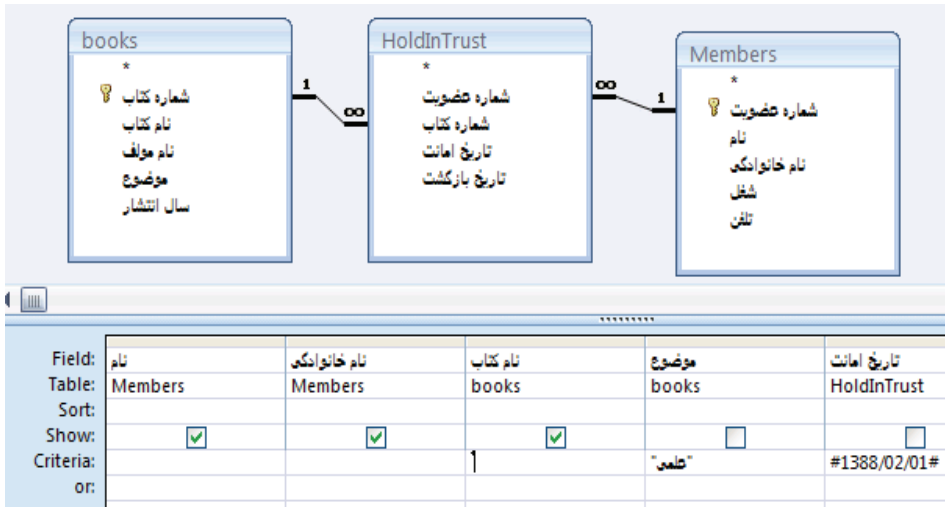 books
*
شماره کتاب
نام کتاب
نام مولف
موضوع
سال انتشار
1
∞
HoldInTrust
*
شماره عضویت
شماره کتاب
تاریخ امانت
تاریخ بازگشت
∞
1
Members
*
شماره عضویت
نام
نام خانوادگی
شغل
تلفن
Field: نام نام خانوادگی نام کتاب موضوع تاریخ امانت
Table: Members Members books books HoldInTrust
Sort:
Show:
Criteria: "علمی" #1388/02/01#
or: